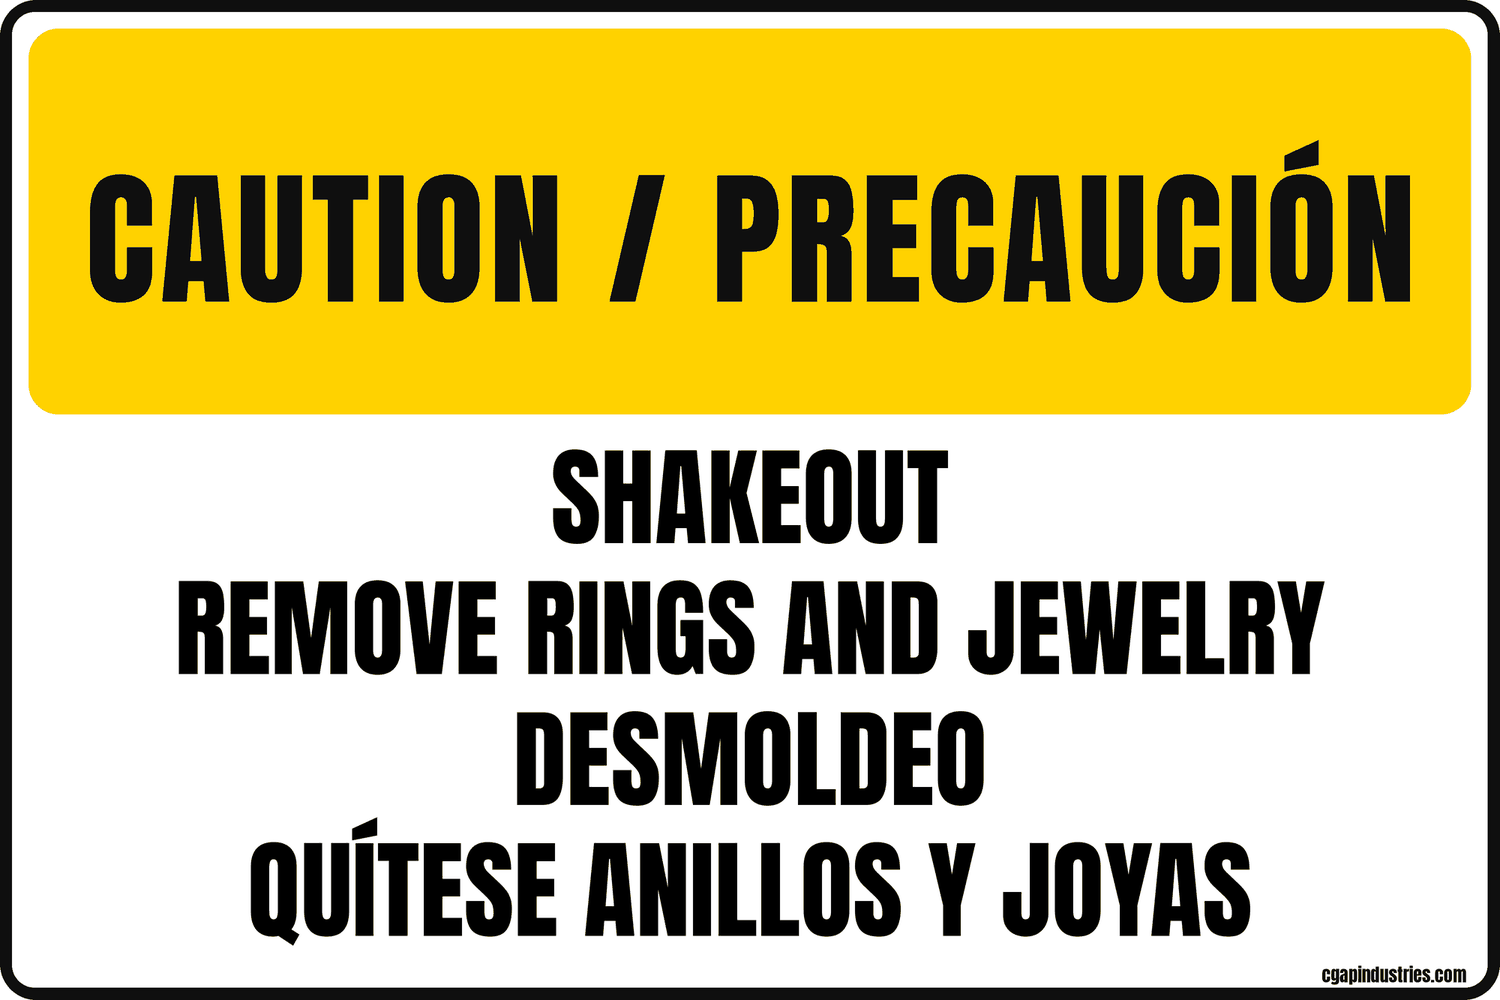 CAUTION / PRECAUCIÓN
SHAKEOUT
REMOVE RINGS AND JEWELRY
DESMOLDEO
QUÍTESE ANILLOS Y JOYAS
cgapindustries.com